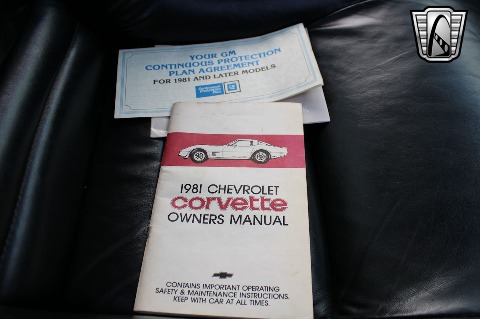 YOUR GM
CONTINUOUS PROTECTION
PLAN AGREEMENT
FOR 1981 AND LATER MODELS
1981 CHEVROLET
corvette
OWNERS MANUAL
CONTAINS IMPORTANT OPERATING
SAFETY & MAINTENANCE INSTRUCTIONS.
KEEP WITH CAR AT ALL TIMES.